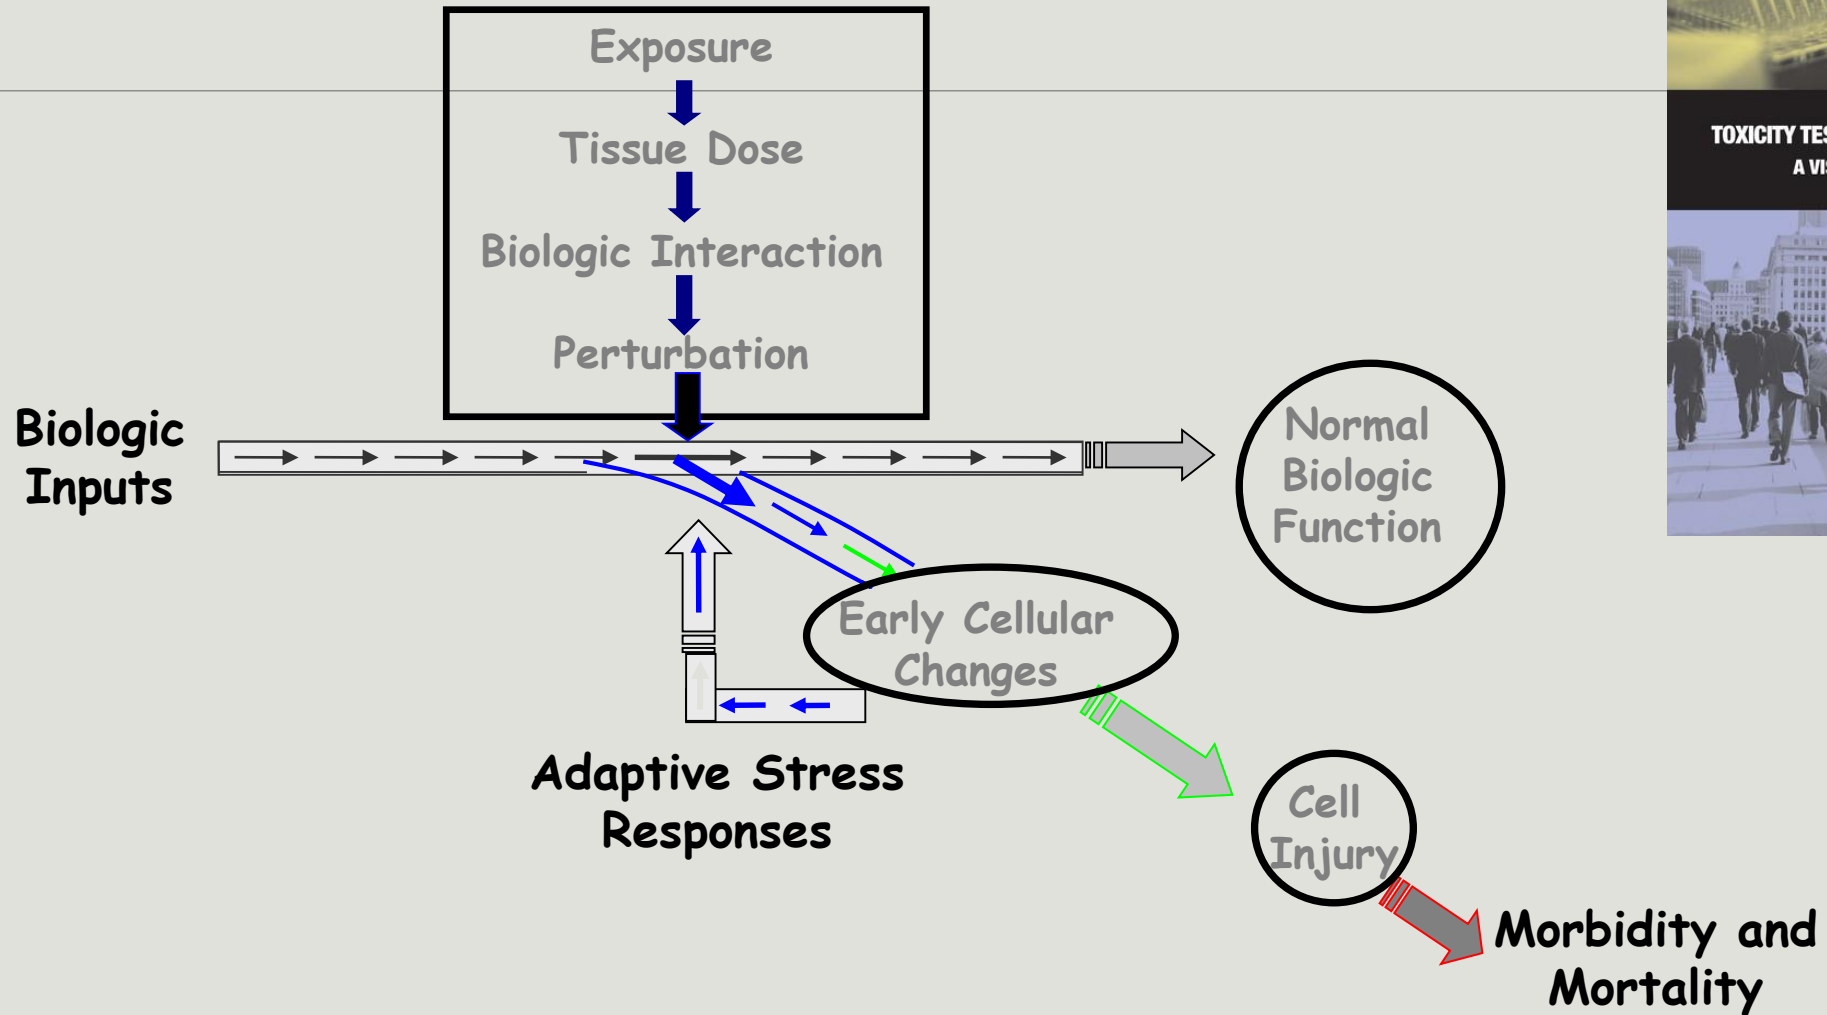 Exposure
TOXICITY TES
A VIS
Tissue Dose
Biologic Interaction
Perturbation
Biologic
Inputs
Normal
Biologic
Function
Early Cellular
Changes
Adaptive Stress
Responses
Cell
Injury
Morbidity and
Mortality